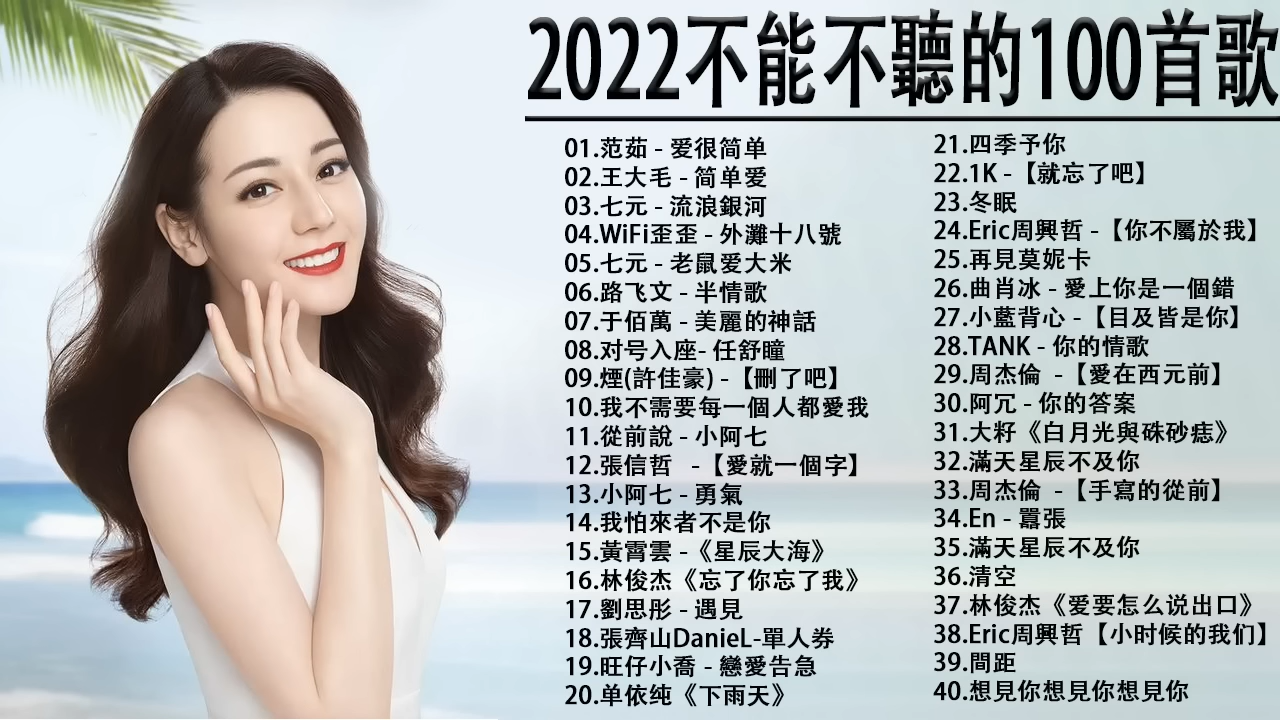 2022不能不聽的100首歌
01.范茹 - 爱很简单
02.王大毛 - 简单爱
03.七元 - 流浪銀河
04.WiFi歪歪 - 外灘十八號
05.七元 - 老鼠爱大米
06.路飞文 - 半情歌
07.于佰萬 - 美麗的神話
08.对号入座- 任舒瞳
09.煙(許佳豪) -【刪了吧】
10.我不需要每一個人都愛我
11.從前說 - 小阿七
12.張信哲 -【愛就一個字】
13.小阿七 - 勇氣
14.我怕來者不是你
15.黃霄雲 -《星辰大海》
16.林俊杰《忘了你忘了我》
17.劉思彤 - 遇見
18.張齊山DanieL-單人券
19.旺仔小喬 - 戀愛告急
20.单依纯《下雨天》
21.四季予你
22.1K -【就忘了吧】
23.冬眠
24.Eric周興哲 -【你不屬於我】
25.再見莫妮卡
26.曲肖冰 - 愛上你是一個錯
27.小藍背心 -【目及皆是你】
28.TANK - 你的情歌
29.周杰倫 -【愛在西元前】
30.阿冗 - 你的答案
31.大籽《白月光與硃砂痣》
32.滿天星辰不及你
33.周杰倫 -【手寫的從前】
34.En - 囂張
35.滿天星辰不及你
36.清空
37.林俊杰《爱要怎么说出口》
38.Eric周興哲【小时候的我们】
39.間距
40.想見你想見你想見你